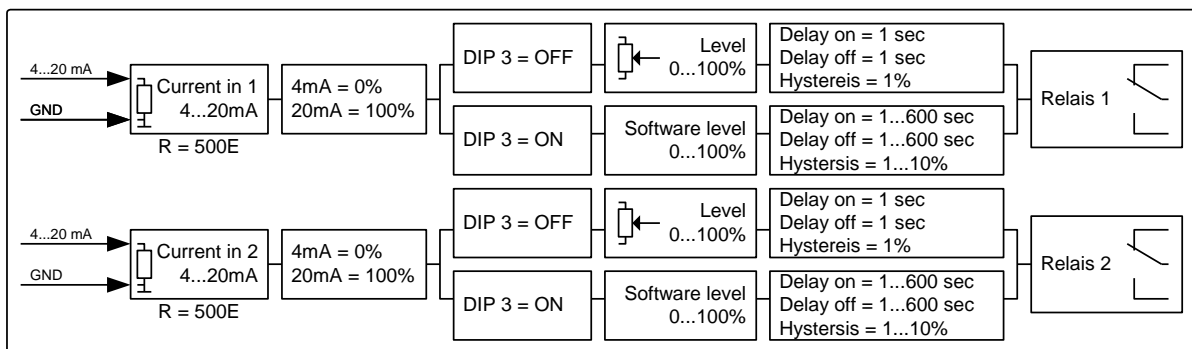 4...20 mA
GND
Current in 1
4...20mA
R = 500E
4mA = 0%
20mA = 100%
DIP 3 = OFF
Level
0...100%
Delay on = 1 sec
Delay off = 1 sec
Hystereis = 1%
DIP 3 = ON
Software level
0...100%
Delay on = 1...600 sec
Delay off = 1...600 sec
Hystersis = 1...10%
Relais 1
4...20 mA
GND
Current in 2
4...20mA
R = 500E
4mA = 0%
20mA = 100%
DIP 3 = OFF
Level
0...100%
Delay on = 1 sec
Delay off = 1 sec
Hystereis = 1%
DIP 3 = ON
Software level
0...100%
Delay on = 1...600 sec
Delay off = 1...600 sec
Hystersis = 1...10%
Relais 2